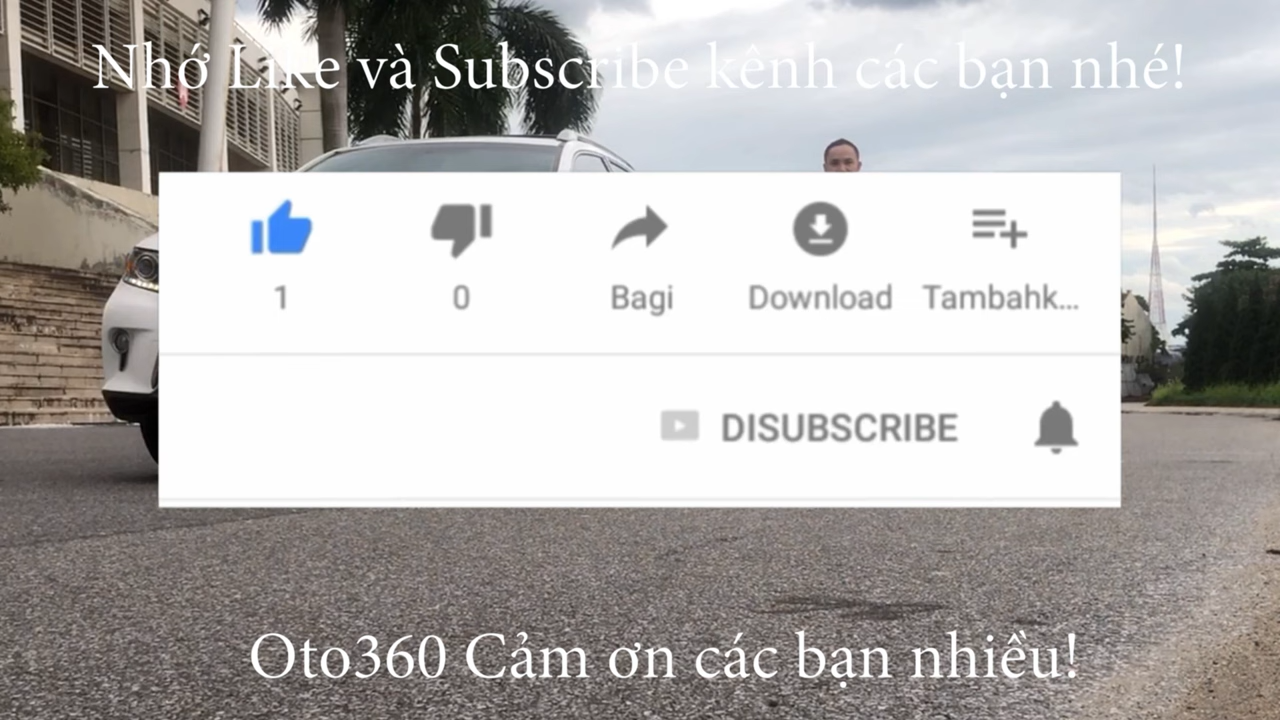 Nhớ Like và Subscribe kênh các bạn nhé!
1 0 Bagi Download Tambahk...
DISUBSCRIBE
Oto360 Cảm ơn các bạn nhiều!